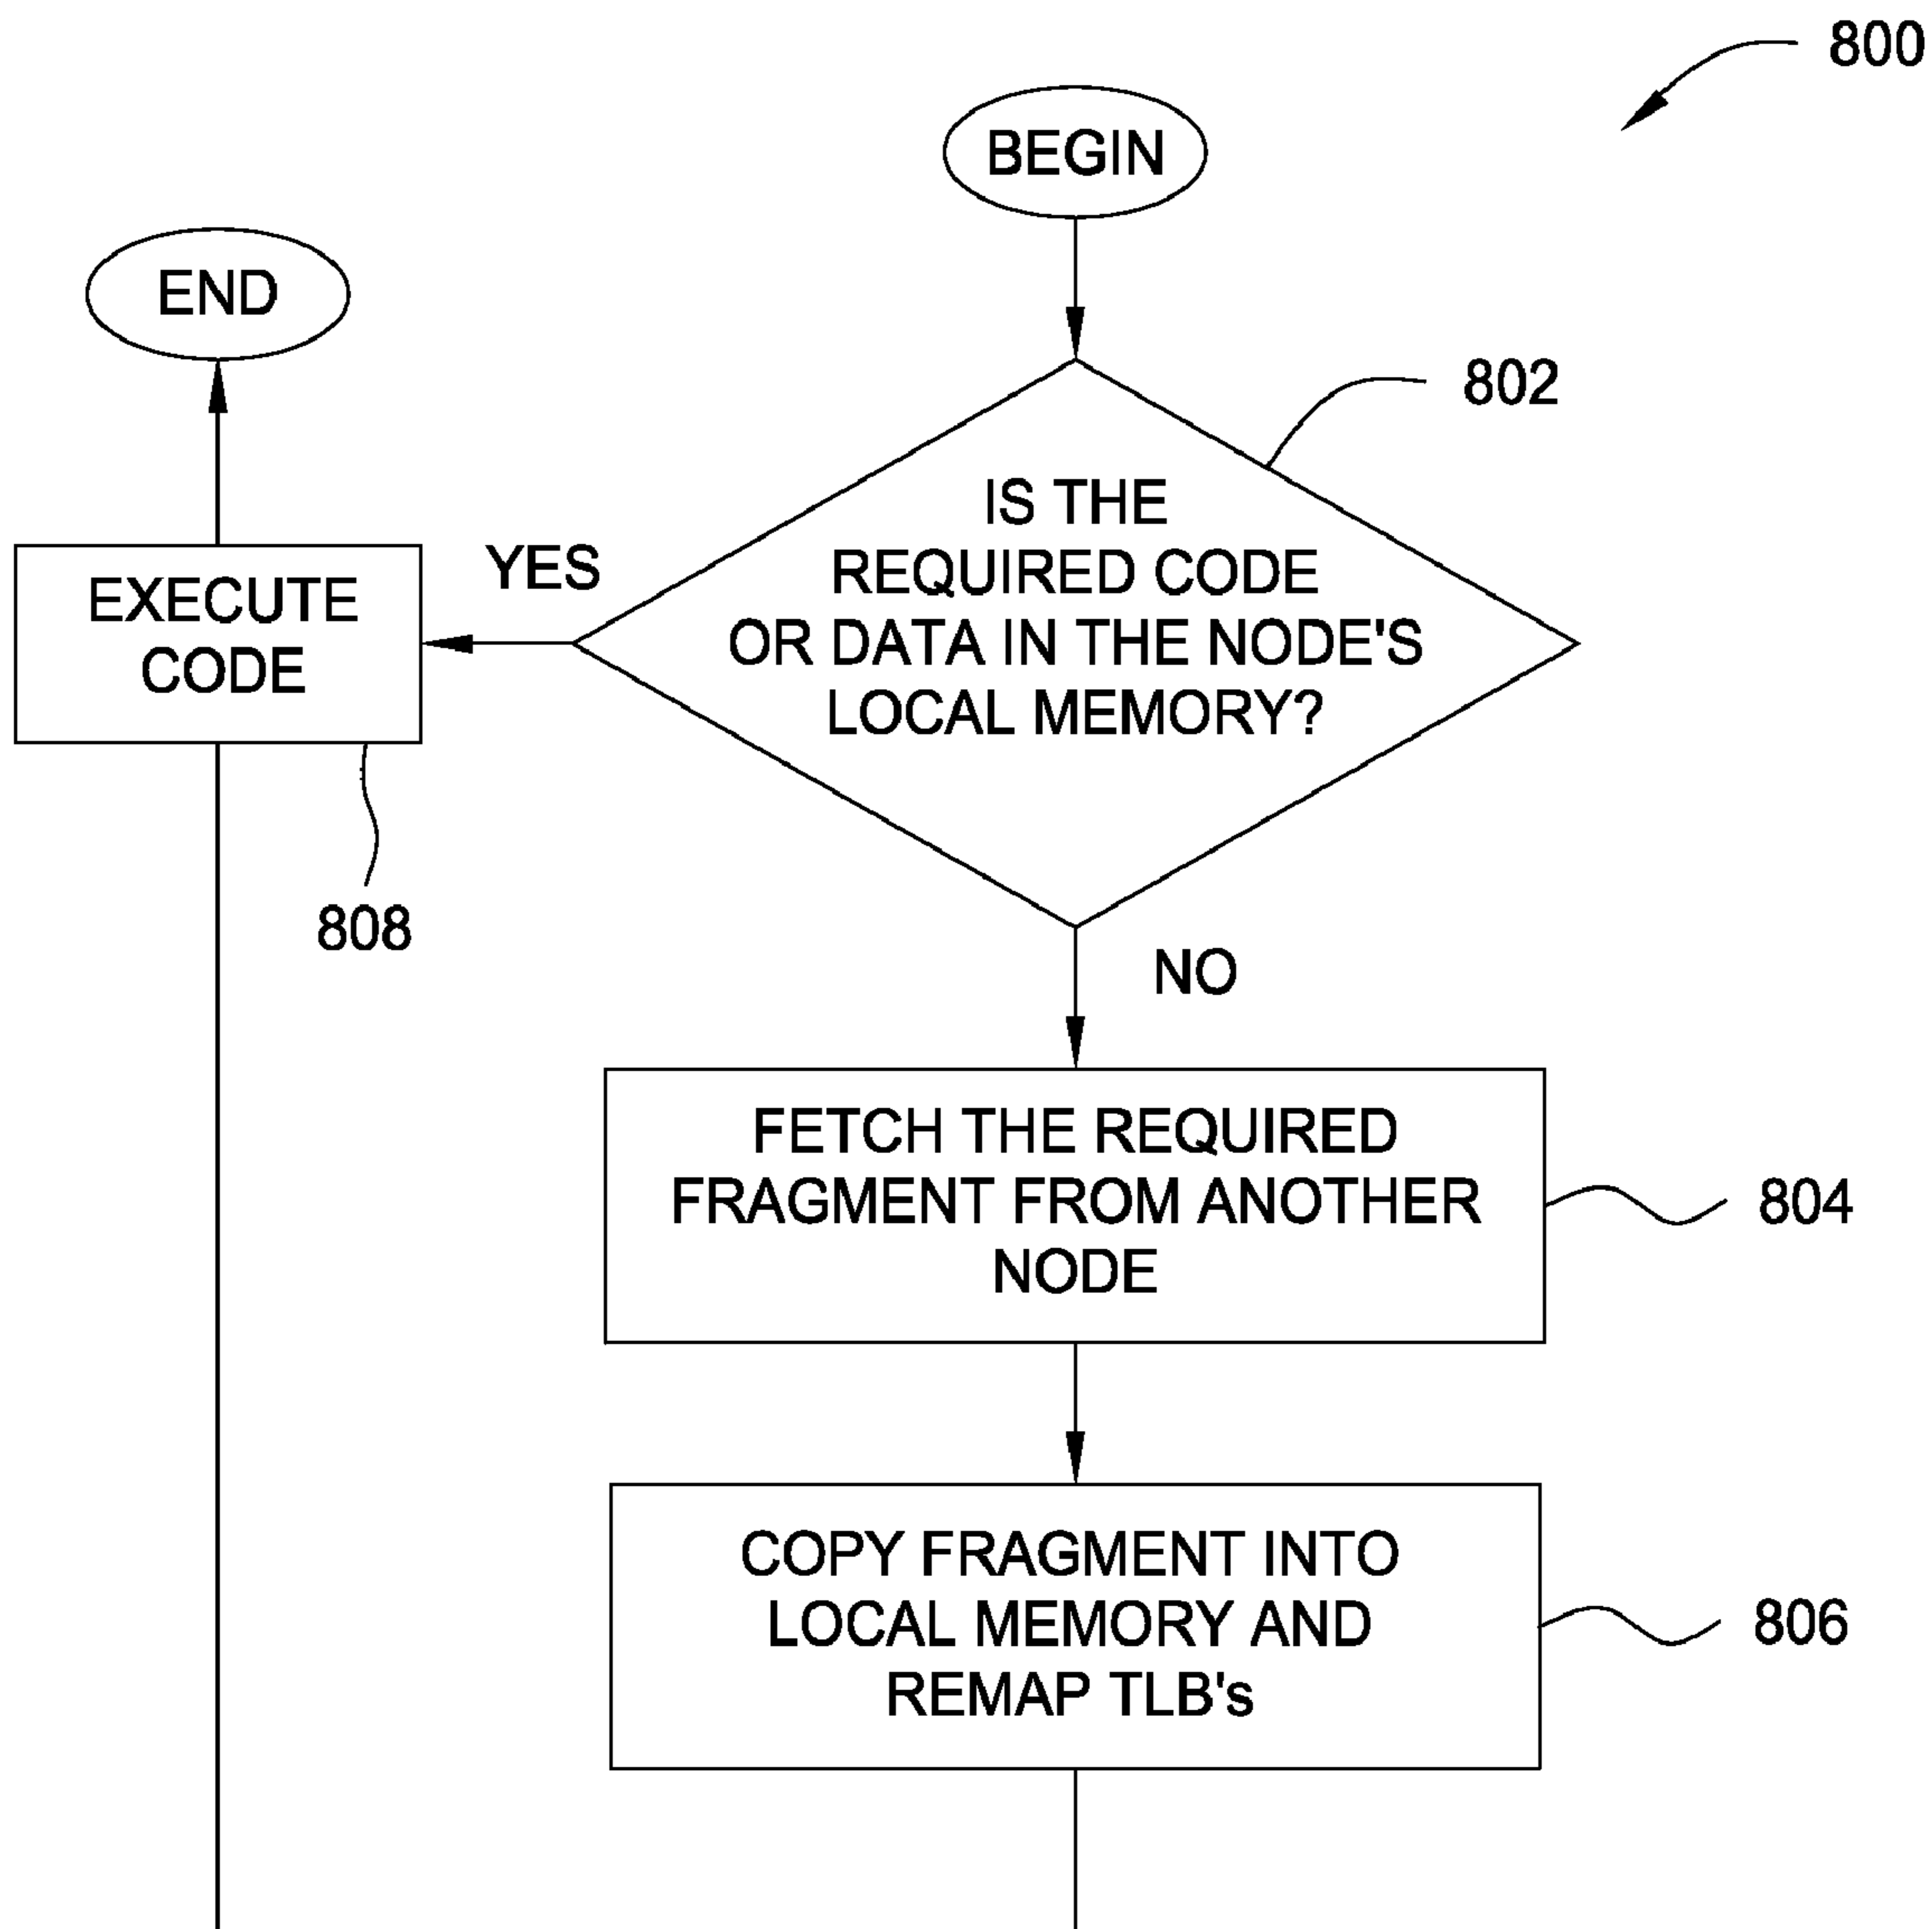 800
BEGIN
END
802
IS THE
REQUIRED CODE
OR DATA IN THE NODE'S
LOCAL MEMORY?
YES
EXECUTE
CODE
808
NO
FETCH THE REQUIRED
FRAGMENT FROM ANOTHER
NODE
804
COPY FRAGMENT INTO
LOCAL MEMORY AND
REMAP TLB's
806